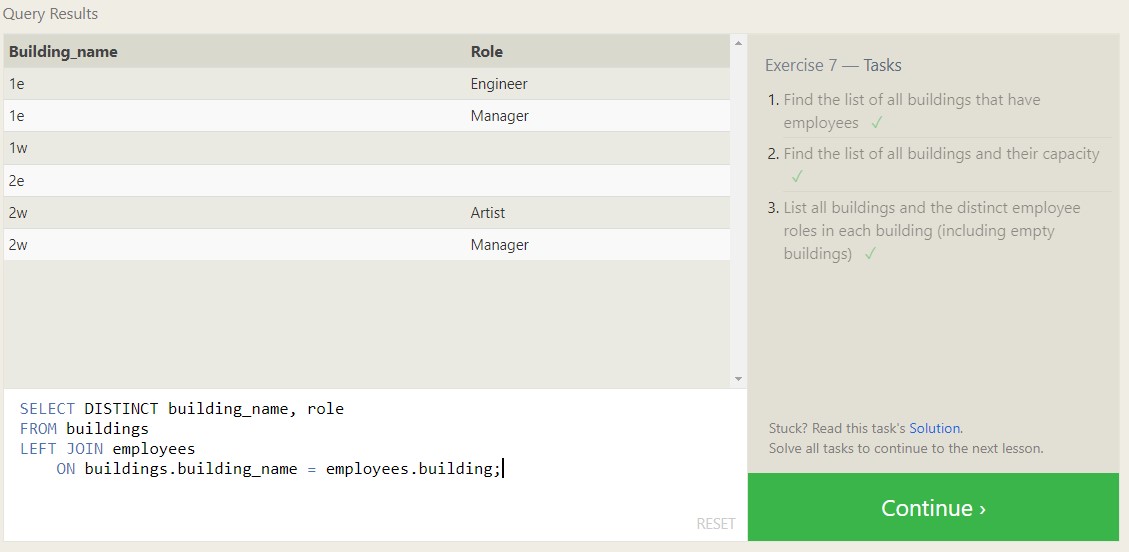 Query Results
Building_name Role
1e Engineer
1e Manager
1w
2e
2w Artist
2w Manager
SELECT DISTINCT building_name, role
FROM buildings
LEFT JOIN employees
ON buildings.building_name = employees.building;
RESET
Exercise 7 — Tasks
1. Find the list of all buildings that have
employees ✓
2. Find the list of all buildings and their capacity
✓
3. List all buildings and the distinct employee
roles in each building (including empty
buildings) ✓
Stuck? Read this task's Solution.
Solve all tasks to continue to the next lesson.
Continue ›